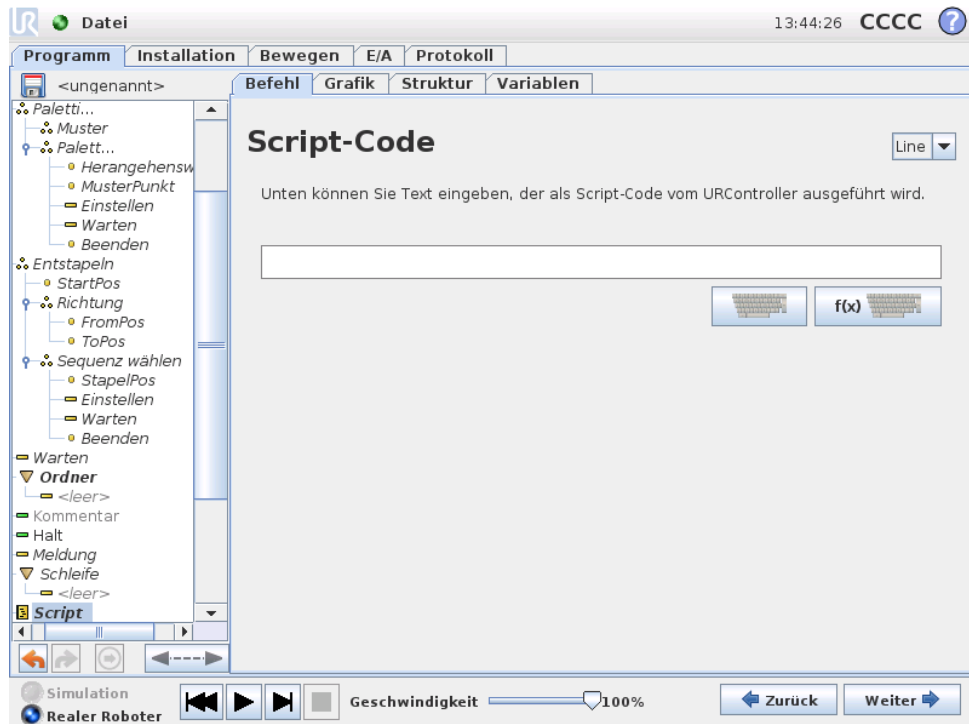 UR Datei 13:44:26 CCCC ?
Programm Installation Bewegen E/A Protokoll
<ungenannt> Befehl Grafik Struktur Variablen
Paletti...
Muster
Palett...
Herangehensw
MusterPunkt
Einstellen
Warten
Beenden
Entstapeln
StartPos
Richtung
FromPos
ToPos
Sequenz wählen
StapelPos
Einstellen
Warten
Beenden
Warten
Ordner
<leer>
Kommentar
Halt
Meldung
Schleife
<leer>
Script
Script-Code
Line
Unten können Sie Text eingeben, der als Script-Code vom URController ausgeführt wird.
f(x)
Simulation
Realer Roboter
Geschwindigkeit 100%
Zurück Weiter